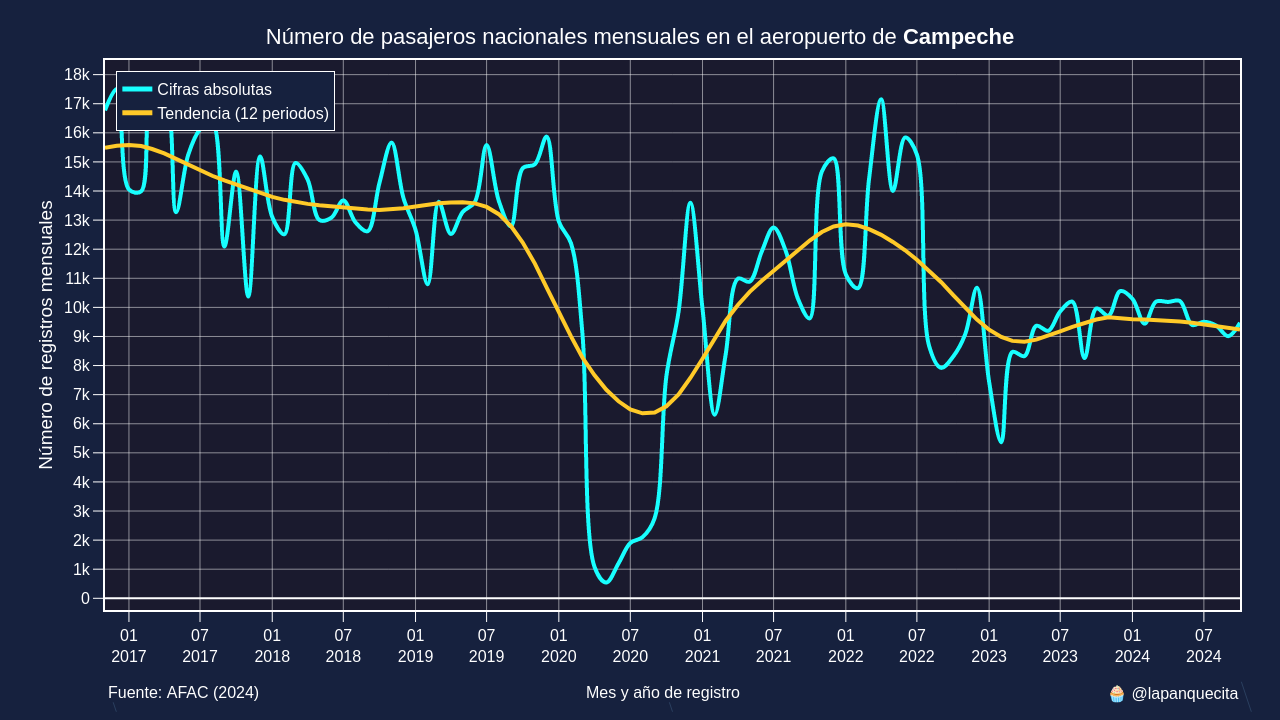 Número de pasajeros nacionales mensuales en el aeropuerto de Campeche
Cifras absolutas
Tendencia (12 periodos)
Número de registros mensuales
18k
17k
16k
15k
14k
13k
12k
11k
10k
9k
8k
7k
6k
5k
4k
3k
2k
1k
0
01 07 01 07 01 07 01 07 01 07 01 07 01 07 01 07
2017 2017 2018 2018 2019 2019 2020 2020 2021 2021 2022 2022 2023 2023 2024 2024
Fuente: AFAC (2024) Mes y año de registro 🧁 @lapanquecita